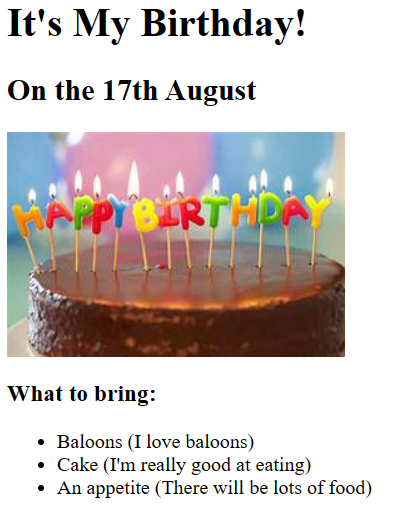 It's My Birthday!
On the 17th August
HAPPY BIRTHDAY
What to bring:
Baloons (I love baloons)
Cake (I'm really good at eating)
An appetite (There will be lots of food)